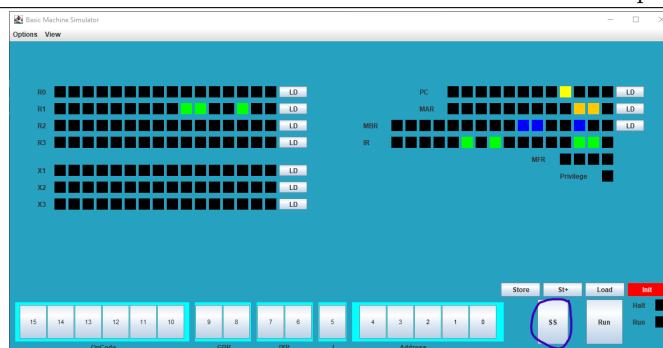 Basic Machine Simulator
Options View
R0 LD PC LD
R1 LD MAR LD
R2 LD MBR LD
R3 LD IR
MFR
X1 LD Privilege
X2 LD
X3 LD
Store St+ Load Init
Halt
15 14 13 12 11 10 9 8 7 6 5 4 3 2 1 0 SS Run Run
OpCode GPR IXR I Address